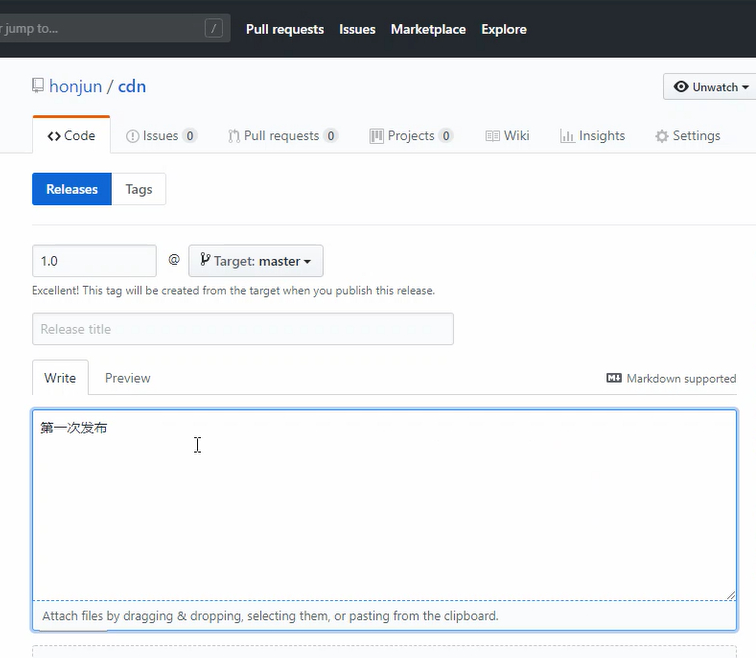 r jump to... / Pull requests Issues Marketplace Explore
honjun / cdn Unwatch
Code Issues 0 Pull requests 0 Projects 0 Wiki Insights Settings
Releases Tags
1.0 @ Target: master
Excellent! This tag will be created from the target when you publish this release.
Release title
Write Preview Markdown supported
第一次发布
Attach files by dragging & dropping, selecting them, or pasting from the clipboard.